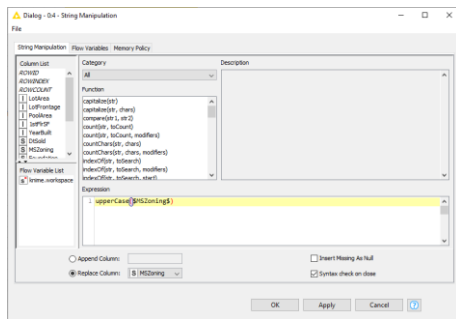 Dialog - 0:4 - String Manipulation
File
String Manipulation Flow Variables Memory Policy
Column List
ROWID
ROWINDEX
ROWCOUNT
I LotArea
I LotFrontage
I PoolArea
I 1stFlrSF
I YearBuilt
S DtSold
S MSZoning
Flow Variable List
s knime.workspace
Category
All
Function
capitalize(str)
capitalize(str, chars)
compare(str1, str2)
count(str, toCount)
count(str, toCount, modifiers)
countChars(str, chars)
countChars(str, chars, modifiers)
indexOf(str, toSearch)
indexOf(str, toSearch, modifiers)
indexOf(str, toSearch, start)
Description
Expression
1 upperCase($MSZoning$)
Append Column:
Replace Column: S MSZoning
Insert Missing As Null
Syntax check on close
OK Apply Cancel ?